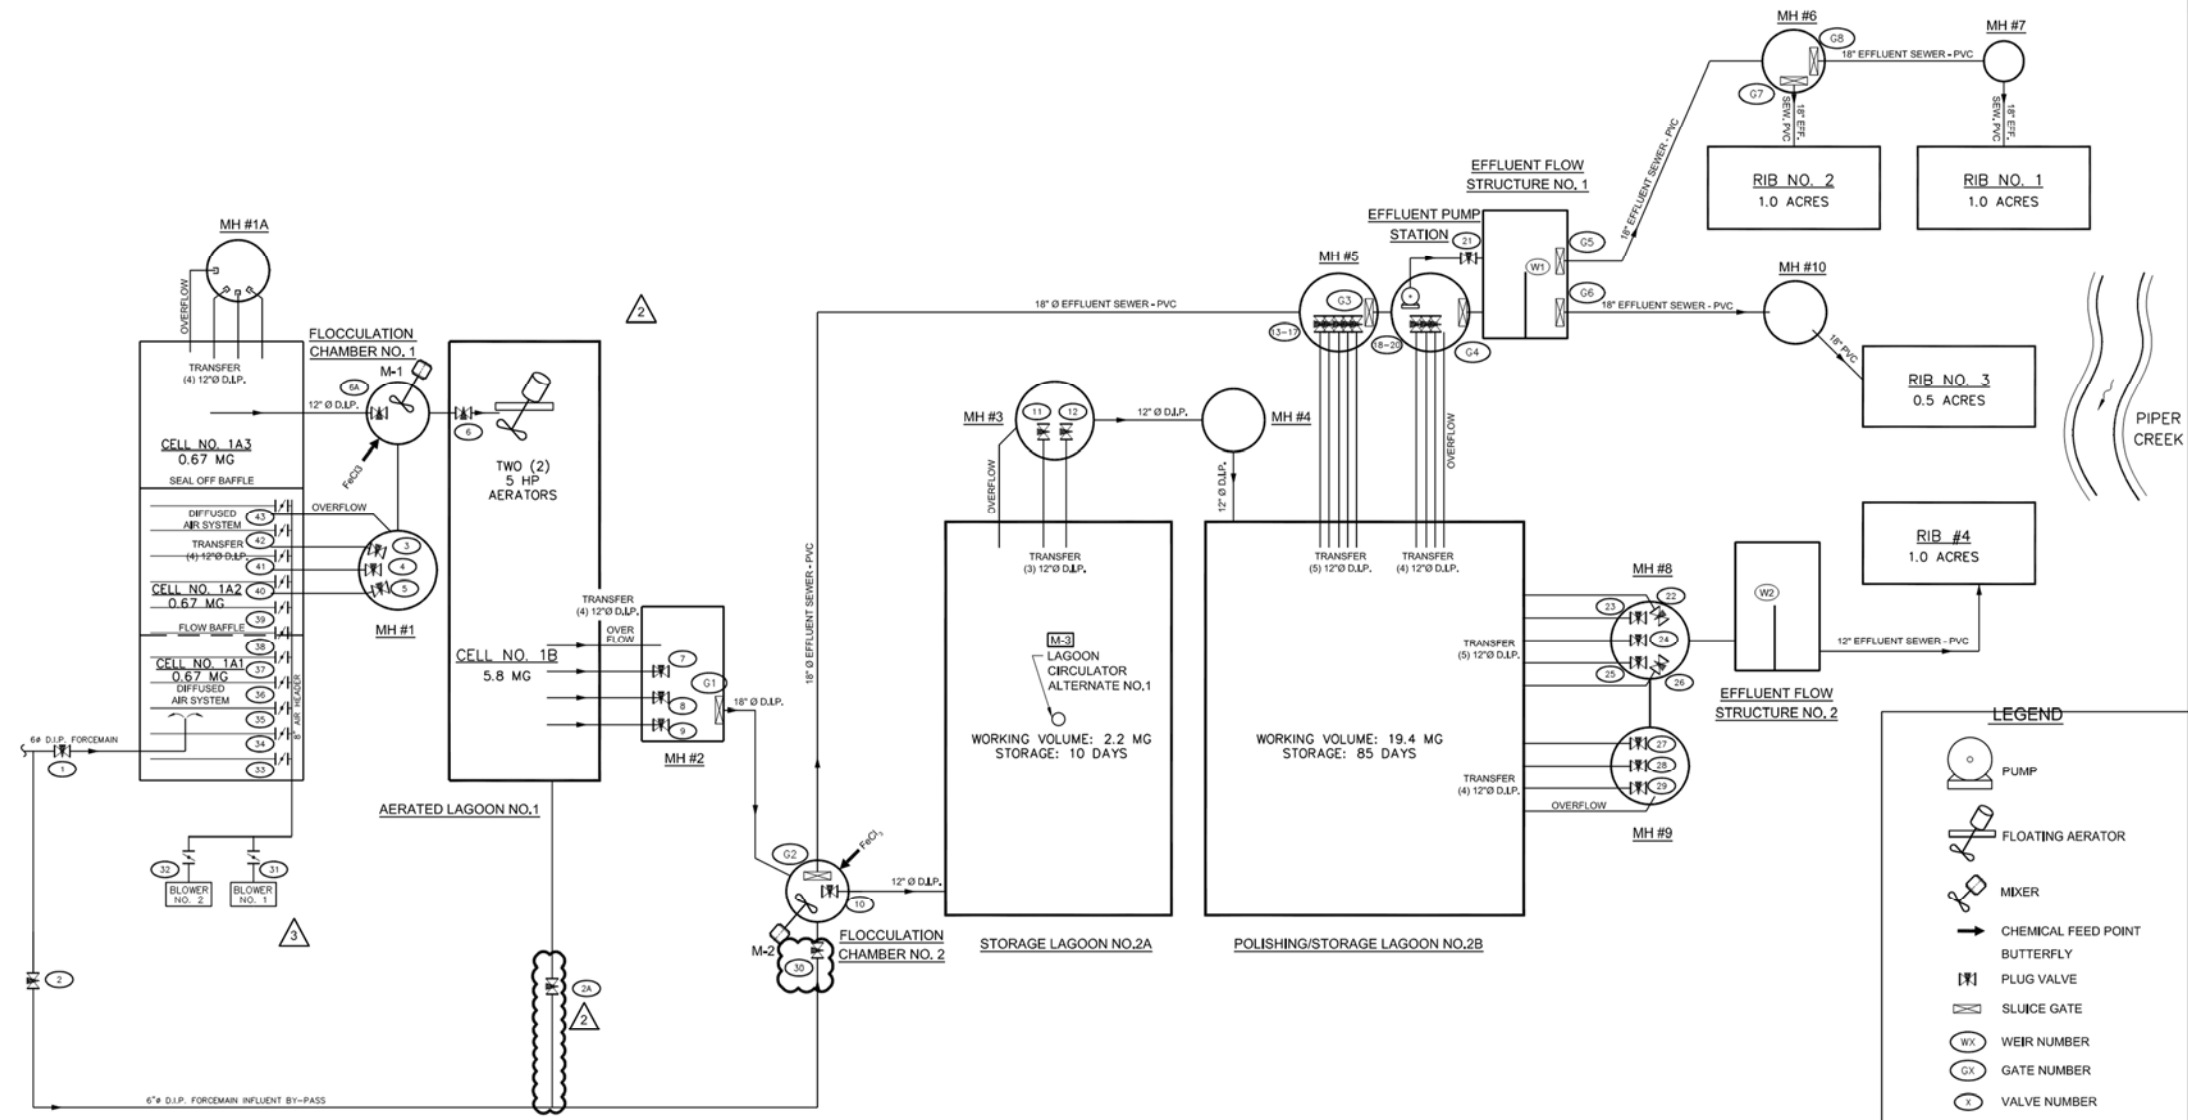 MH #6
G8
MH #7
18" EFFLUENT SEWER - PVC
G7
18" EFF.
SEW. PVC
18" EFF.
SEW. PVC
RIB NO. 2
1.0 ACRES
RIB NO. 1
1.0 ACRES
18" EFFLUENT SEWER - PVC
EFFLUENT FLOW
STRUCTURE NO. 1
EFFLUENT PUMP
STATION
21
W1
G5
G6
18" EFFLUENT SEWER - PVC
MH #10
18" PVC
RIB NO. 3
0.5 ACRES
PIPER
CREEK
MH #5
G3
13-17
18-20
G4
18" Ø EFFLUENT SEWER - PVC
OVERFLOW
MH #1A
OVERFLOW
TRANSFER
(4) 12"Ø D.I.P.
FLOCCULATION
CHAMBER NO. 1
M-1
6A
12" Ø D.I.P.
6
FeCl3
CELL NO. 1A3
0.67 MG
SEAL OFF BAFFLE
DIFFUSED
AIR SYSTEM
TRANSFER
(4) 12"Ø D.I.P.
OVERFLOW
43
42
41
40
39
38
37
36
35
34
33
3
4
5
MH #1
CELL NO. 1A2
0.67 MG
FLOW BAFFLE
CELL NO. 1A1
0.67 MG
DIFFUSED
AIR SYSTEM
8" AIR HEADER
6ø D.I.P. FORCEMAIN
1
2
32
31
BLOWER
NO. 2
BLOWER
NO. 1
3
2
TWO (2)
5 HP
AERATORS
CELL NO. 1B
5.8 MG
AERATED LAGOON NO.1
TRANSFER
(4) 12"Ø D.I.P.
OVER
FLOW
7
8
9
G1
MH #2
18" Ø D.I.P.
18" Ø EFFLUENT SEWER - PVC
G2
FeCl3
10
12" Ø D.I.P.
M-2
FLOCCULATION
CHAMBER NO. 2
30
2A
2
6"ø D.I.P. FORCEMAIN INFLUENT BY-PASS
MH #3
11
12
12" Ø D.I.P.
MH #4
OVERFLOW
12" Ø D.I.P.
TRANSFER
(3) 12"Ø D.I.P.
M-3
LAGOON
CIRCULATOR
ALTERNATE NO.1
WORKING VOLUME: 2.2 MG
STORAGE: 10 DAYS
STORAGE LAGOON NO.2A
TRANSFER
(5) 12"Ø D.I.P.
TRANSFER
(4) 12"Ø D.I.P.
WORKING VOLUME: 19.4 MG
STORAGE: 85 DAYS
POLISHING/STORAGE LAGOON NO.2B
TRANSFER
(5) 12"Ø D.I.P.
TRANSFER
(4) 12"Ø D.I.P.
OVERFLOW
MH #8
22
23
24
25
26
27
28
29
MH #9
W2
EFFLUENT FLOW
STRUCTURE NO. 2
12" EFFLUENT SEWER - PVC
RIB #4
1.0 ACRES
LEGEND
PUMP
FLOATING AERATOR
MIXER
CHEMICAL FEED POINT
BUTTERFLY
PLUG VALVE
SLUICE GATE
WX WEIR NUMBER
GX GATE NUMBER
X VALVE NUMBER